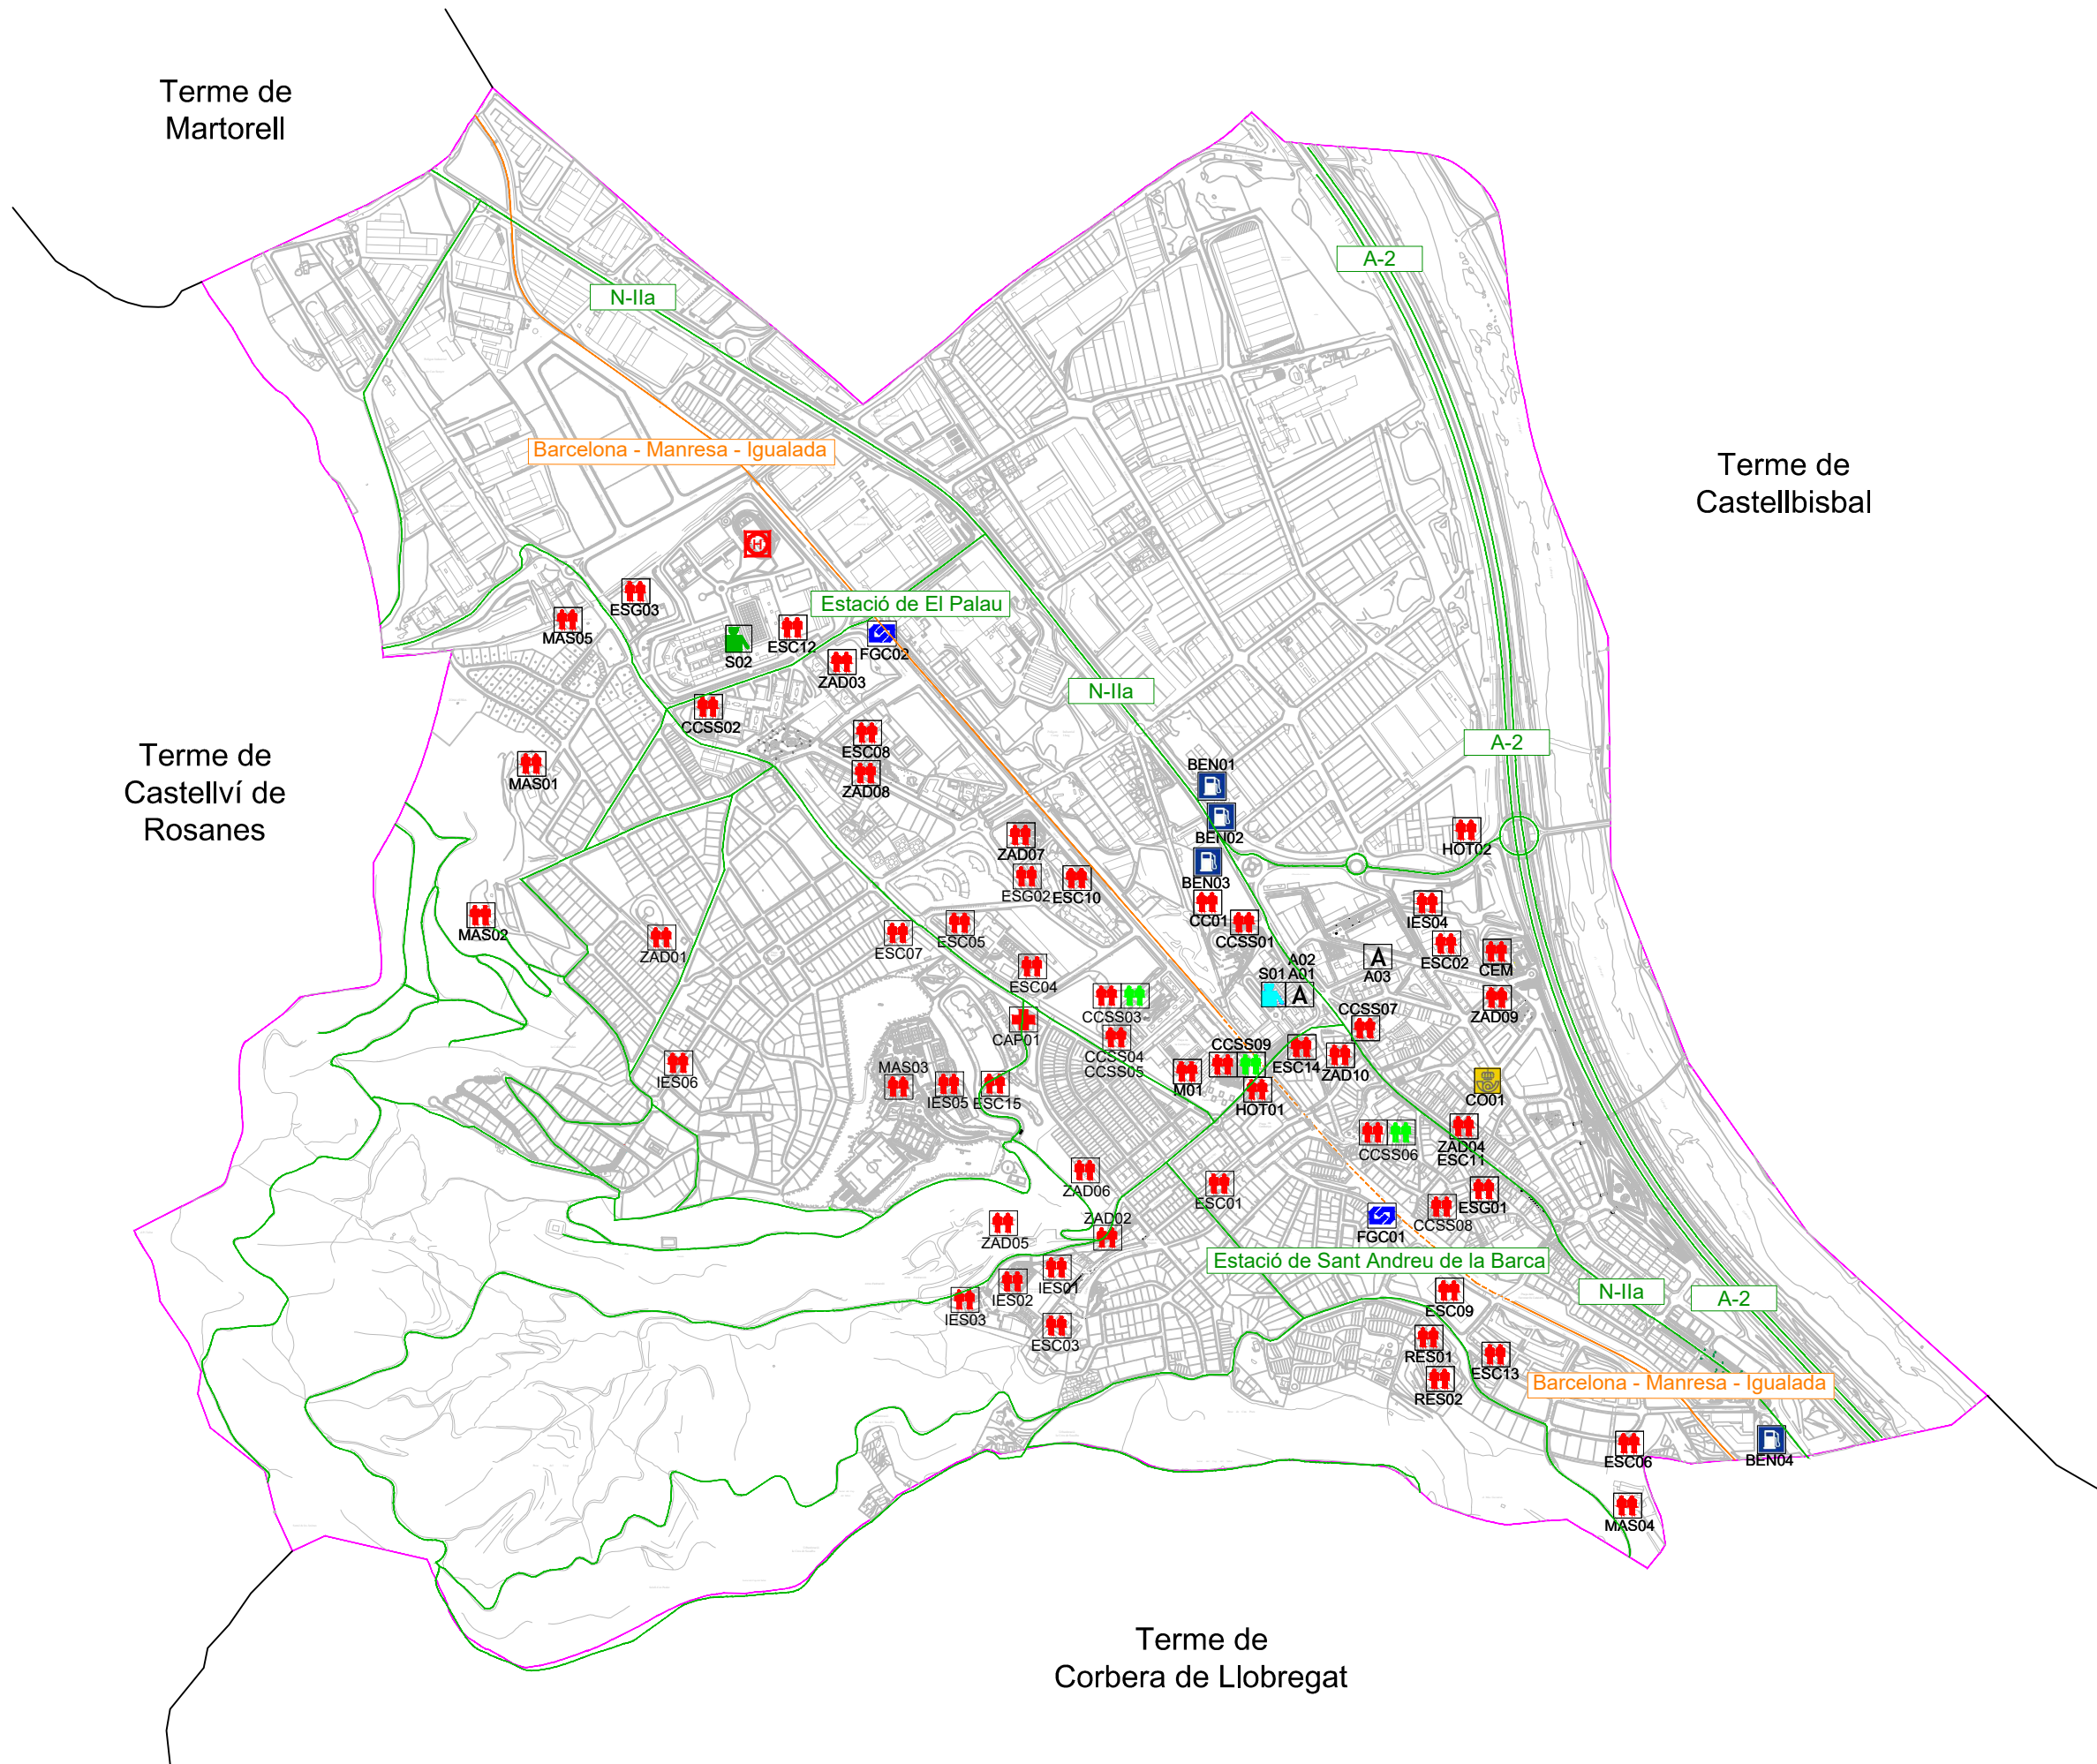 Terme de
Martorell
A-2
N-IIa
Barcelona - Manresa - Igualada
Terme de
Castellbisbal
H
ESG03
Estació de El Palau
MAS05
ESC12
S02
FGC02
ZAD03
N-IIa
CCSS02
A-2
ESC08
Terme de
Castellví de
Rosanes
BEN01
MAS01
ZAD08
BEN02
HOT02
ZAD07
BEN03
ESG02
ESC10
CC01
IES04
MAS02
CCSS01
ESC05
ESC07
ZAD01
A02
ESC02
CEM
S01 A01
A
A03
ESC04
A
CCSS07
CCSS03
ZAD09
CAP01
CCSS09
CCSS04
CCSS05
ESC14
ZAD10
MAS03
IES06
M01
IES05
ESC15
HOT01
CO01
ZAD04
ESC11
CCSS06
ZAD06
ESC01
ESG01
ZAD02
CCSS08
ZAD05
FGC01
Estació de Sant Andreu de la Barca
IES01
IES02
N-IIa
A-2
IES03
ESC09
ESC03
RES01
ESC13
Barcelona - Manresa - Igualada
RES02
ESC06
BEN04
MAS04
Terme de
Corbera de Llobregat